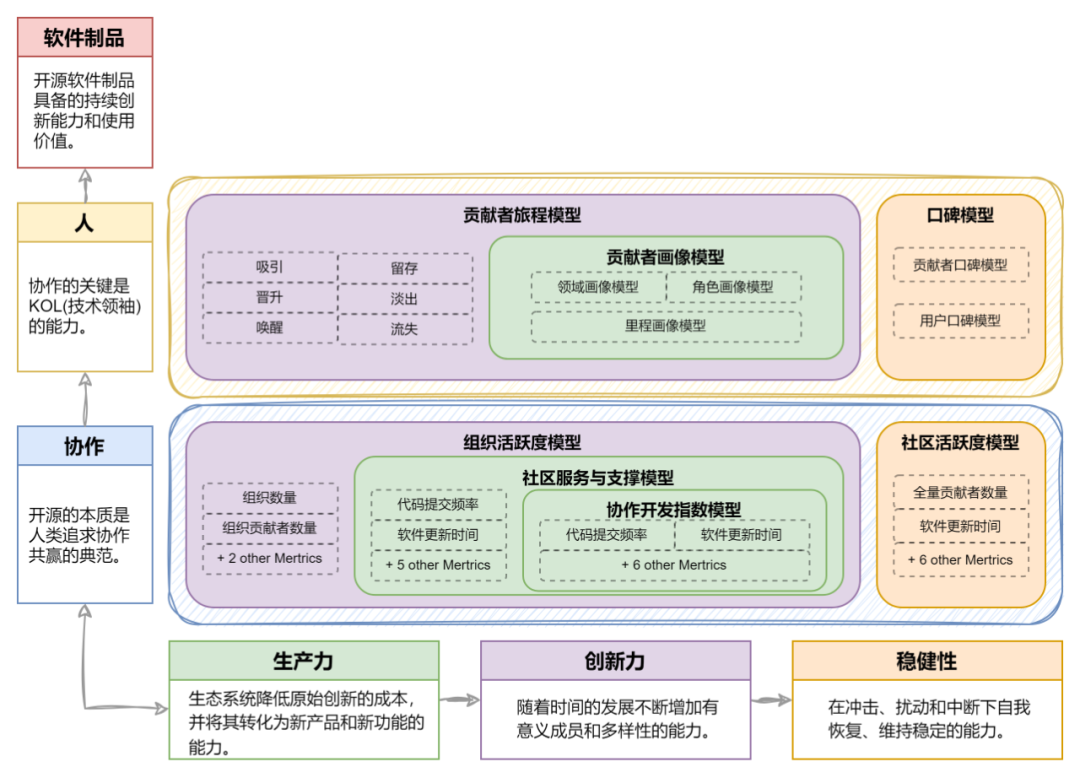 软件制品
开源软件制品
具备的持续创
新能力和使用
价值。
人
协作的关键是
KOL(技术领袖)
的能力。
贡献者旅程模型
吸引
留存
晋升
淡出
唤醒
流失
贡献者画像模型
领域画像模型
角色画像模型
里程画像模型
口碑模型
贡献者口碑模型
用户口碑模型
协作
开源的本质是
人类追求协作
共赢的典范。
组织活跃度模型
组织数量
组织贡献者数量
+ 2 other Mertrics
社区服务与支撑模型
代码提交频率
软件更新时间
+ 5 other Mertrics
协作开发指数模型
代码提交频率
软件更新时间
+ 6 other Mertrics
社区活跃度模型
全量贡献者数量
软件更新时间
+ 6 other Mertrics
生产力
生态系统降低原始创新的成本，
并将其转化为新产品和新功能的
能力。
创新力
随着时间的发展不断增加有
意义成员和多样性的能力。
稳健性
在冲击、扰动和中断下自我
恢复、维持稳定的能力。